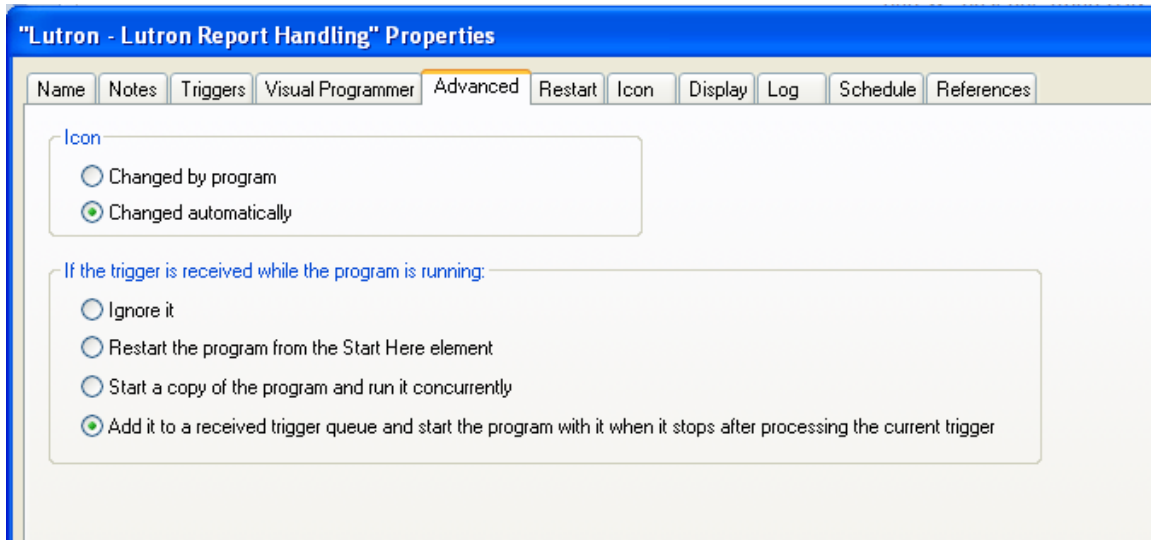 "Lutron - Lutron Report Handling" Properties
Name Notes Triggers Visual Programmer Advanced Restart Icon Display Log Schedule References
Icon
Changed by program
Changed automatically
If the trigger is received while the program is running:
Ignore it
Restart the program from the Start Here element
Start a copy of the program and run it concurrently
Add it to a received trigger queue and start the program with it when it stops after processing the current trigger